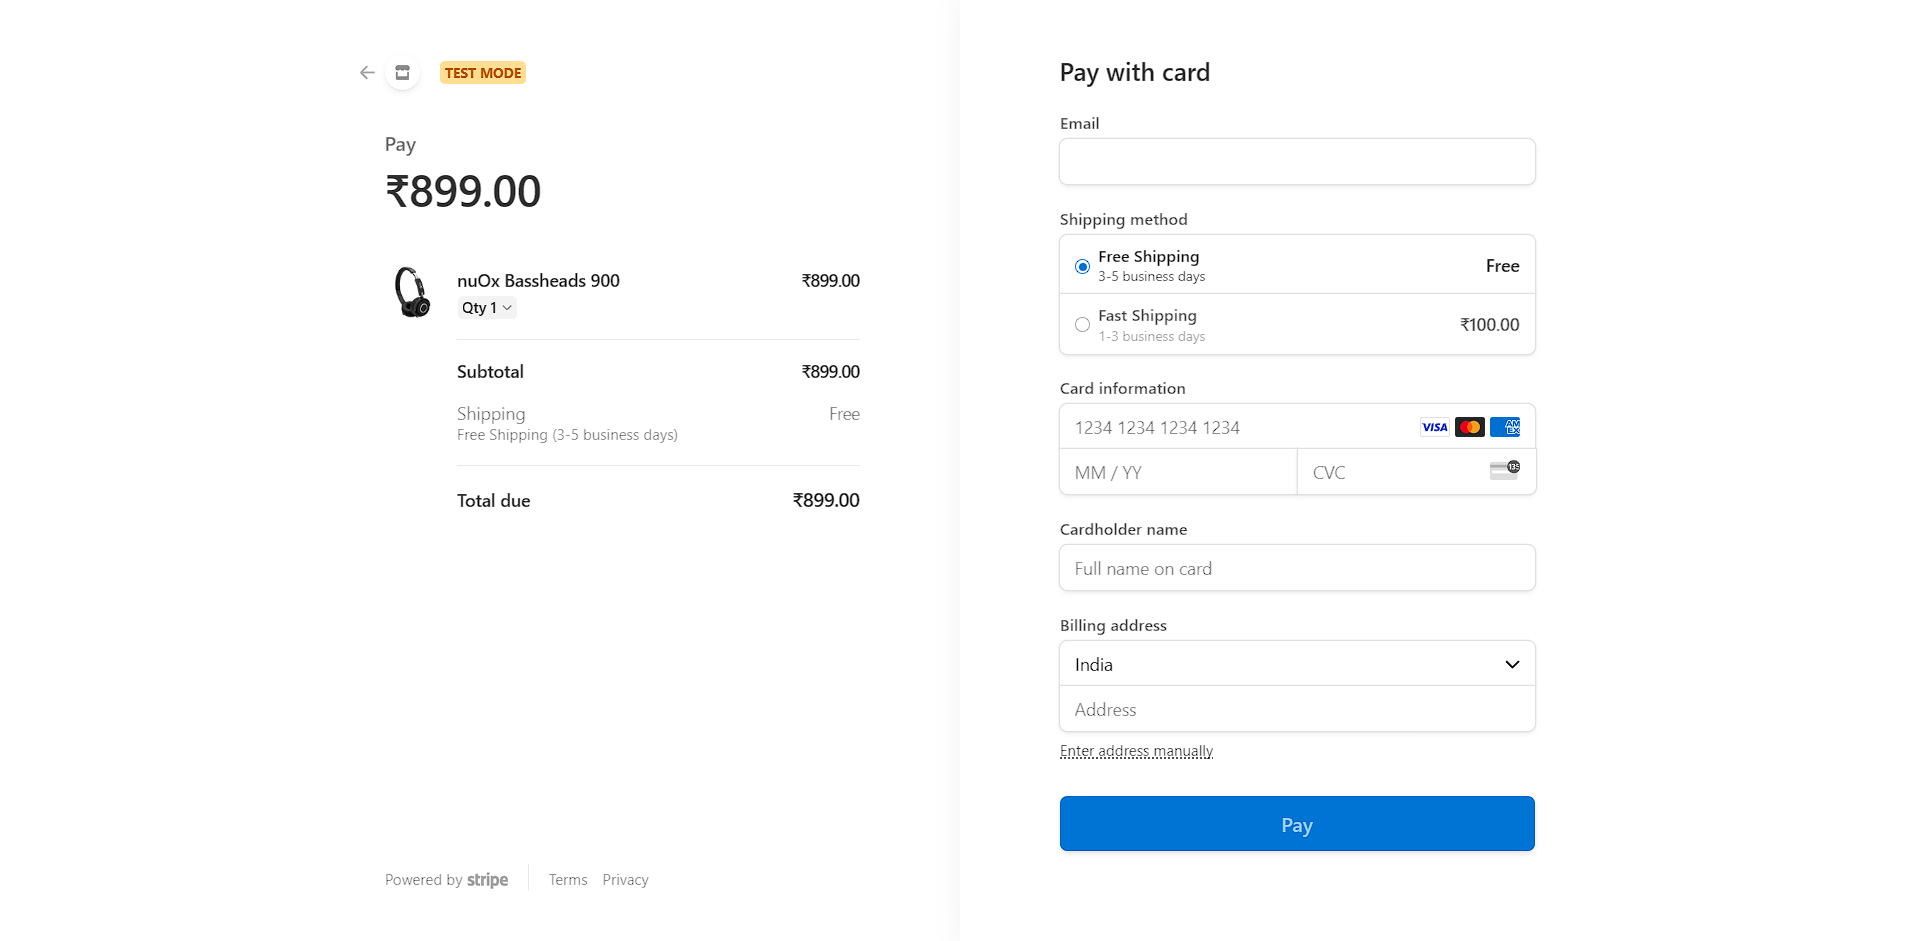 TEST MODE
Pay
₹899.00
nuOx Bassheads 900 ₹899.00
Qty 1
Subtotal ₹899.00
Shipping Free
Free Shipping (3-5 business days)
Total due ₹899.00
Powered by stripe Terms Privacy
Pay with card
Email
Shipping method
Free Shipping
3-5 business days
Free
Fast Shipping
1-3 business days
₹100.00
Card information
1234 1234 1234 1234 VISA AMEX
MM / YY CVC 135
Cardholder name
Full name on card
Billing address
India
Address
Enter address manually
Pay